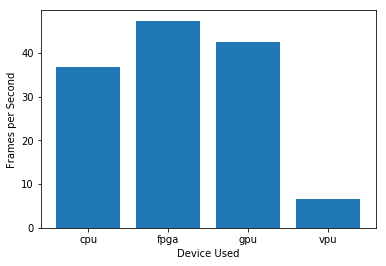 40
30
20
10
0
Frames per Second
cpu fpga gpu vpu
Device Used